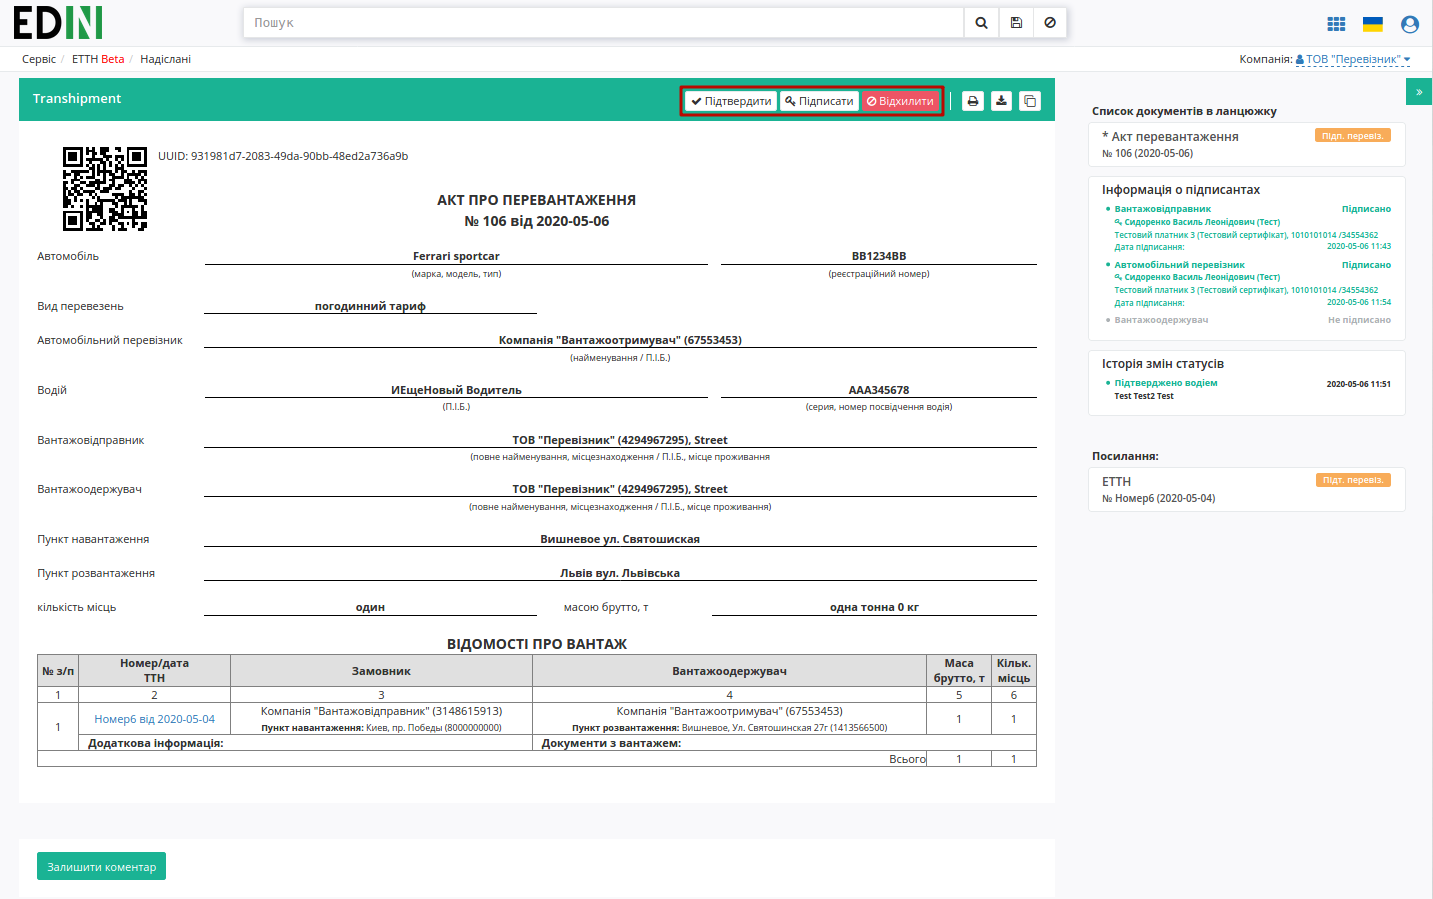 EDIN
Пошук
Сервіс / ЕТТН Beta / Надіслані
Компанія: ТОВ "Перевізник"
Transhipment
Підтвердити Підписати Відхилити
»
UUID: 931981d7-2083-49da-90bb-48ed2a736a9b
АКТ ПРО ПЕРЕВАНТАЖЕННЯ
№ 106 від 2020-05-06
Автомобіль Ferrari sportcar BB1234BB
(марка, модель, тип) (реєстраційний номер)
Вид перевезень погодинний тариф
Автомобільний перевізник Компанія "Вантажоотримувач" (67553453)
(найменування / П.І.Б.)
Водій ИЕщеНовый Водитель ААА345678
(П.І.Б.) (серия, номер посвідчення водія)
Вантажовідправник ТОВ "Перевізник" (4294967295), Street
(повне найменування, місцезнаходження / П.І.Б., місце проживання
Вантажоодержувач ТОВ "Перевізник" (4294967295), Street
(повне найменування, місцезнаходження / П.І.Б., місце проживання)
Пункт навантаження Вишневое ул. Святошиская
Пункт розвантаження Львів вул. Львівська
кількість місць один масою брутто, т одна тонна 0 кг
ВІДОМОСТІ ПРО ВАНТАЖ
№ з/п Номер/дата ТТН Замовник Вантажоодержувач Маса брутто, т Кільк. місць
1 2 3 4 5 6
1 Номер6 від 2020-05-04 Компанія "Вантажовідправник" (3148615913) Компанія "Вантажоотримувач" (67553453) 1 1
Пункт навантаження: Киев, пр. Победы (8000000000) Пункт розвантаження: Вишневое, Ул. Святошинская 27г (1413566500)
Додаткова інформація: Документи з вантажем:
Всього 1 1
Залишити коментар
Список документів в ланцюжку
* Акт перевантаження Підп. перевіз.
№ 106 (2020-05-06)
Інформація о підписантах
Вантажовідправник Підписано
Сидоренко Василь Леонідович (Тест)
Тестовий платник 3 (Тестовий сертифікат), 1010101014 /34554362
Дата підписання: 2020-05-06 11:43
Автомобільний перевізник Підписано
Сидоренко Василь Леонідович (Тест)
Тестовий платник 3 (Тестовий сертифікат), 1010101014 /34554362
Дата підписання: 2020-05-06 11:54
Вантажоодержувач Не підписано
Історія змін статусів
Підтверджено водіем 2020-05-06 11:51
Test Test2 Test
Посилання:
ЕТТН Підт. перевіз.
№ Номер6 (2020-05-04)